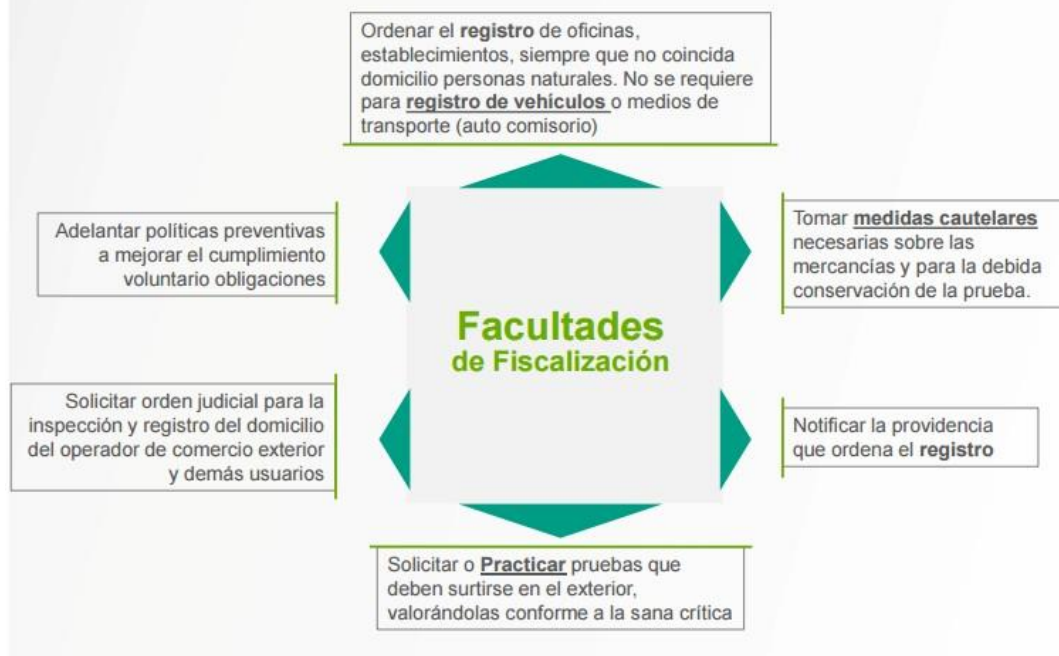 Ordenar el registro de oficinas,
establecimientos, siempre que no coincida
domicilio personas naturales. No se requiere
para registro de vehículos o medios de
transporte (auto comisorio)
Adelantar políticas preventivas
a mejorar el cumplimiento
voluntario obligaciones
Tomar medidas cautelares
necesarias sobre las
mercancías y para la debida
conservación de la prueba.
Facultades
de Fiscalización
Solicitar orden judicial para la
inspección y registro del domicilio
del operador de comercio exterior
y demás usuarios
Notificar la providencia
que ordena el registro
Solicitar o Practicar pruebas que
deben surtirse en el exterior,
valorándolas conforme a la sana crítica